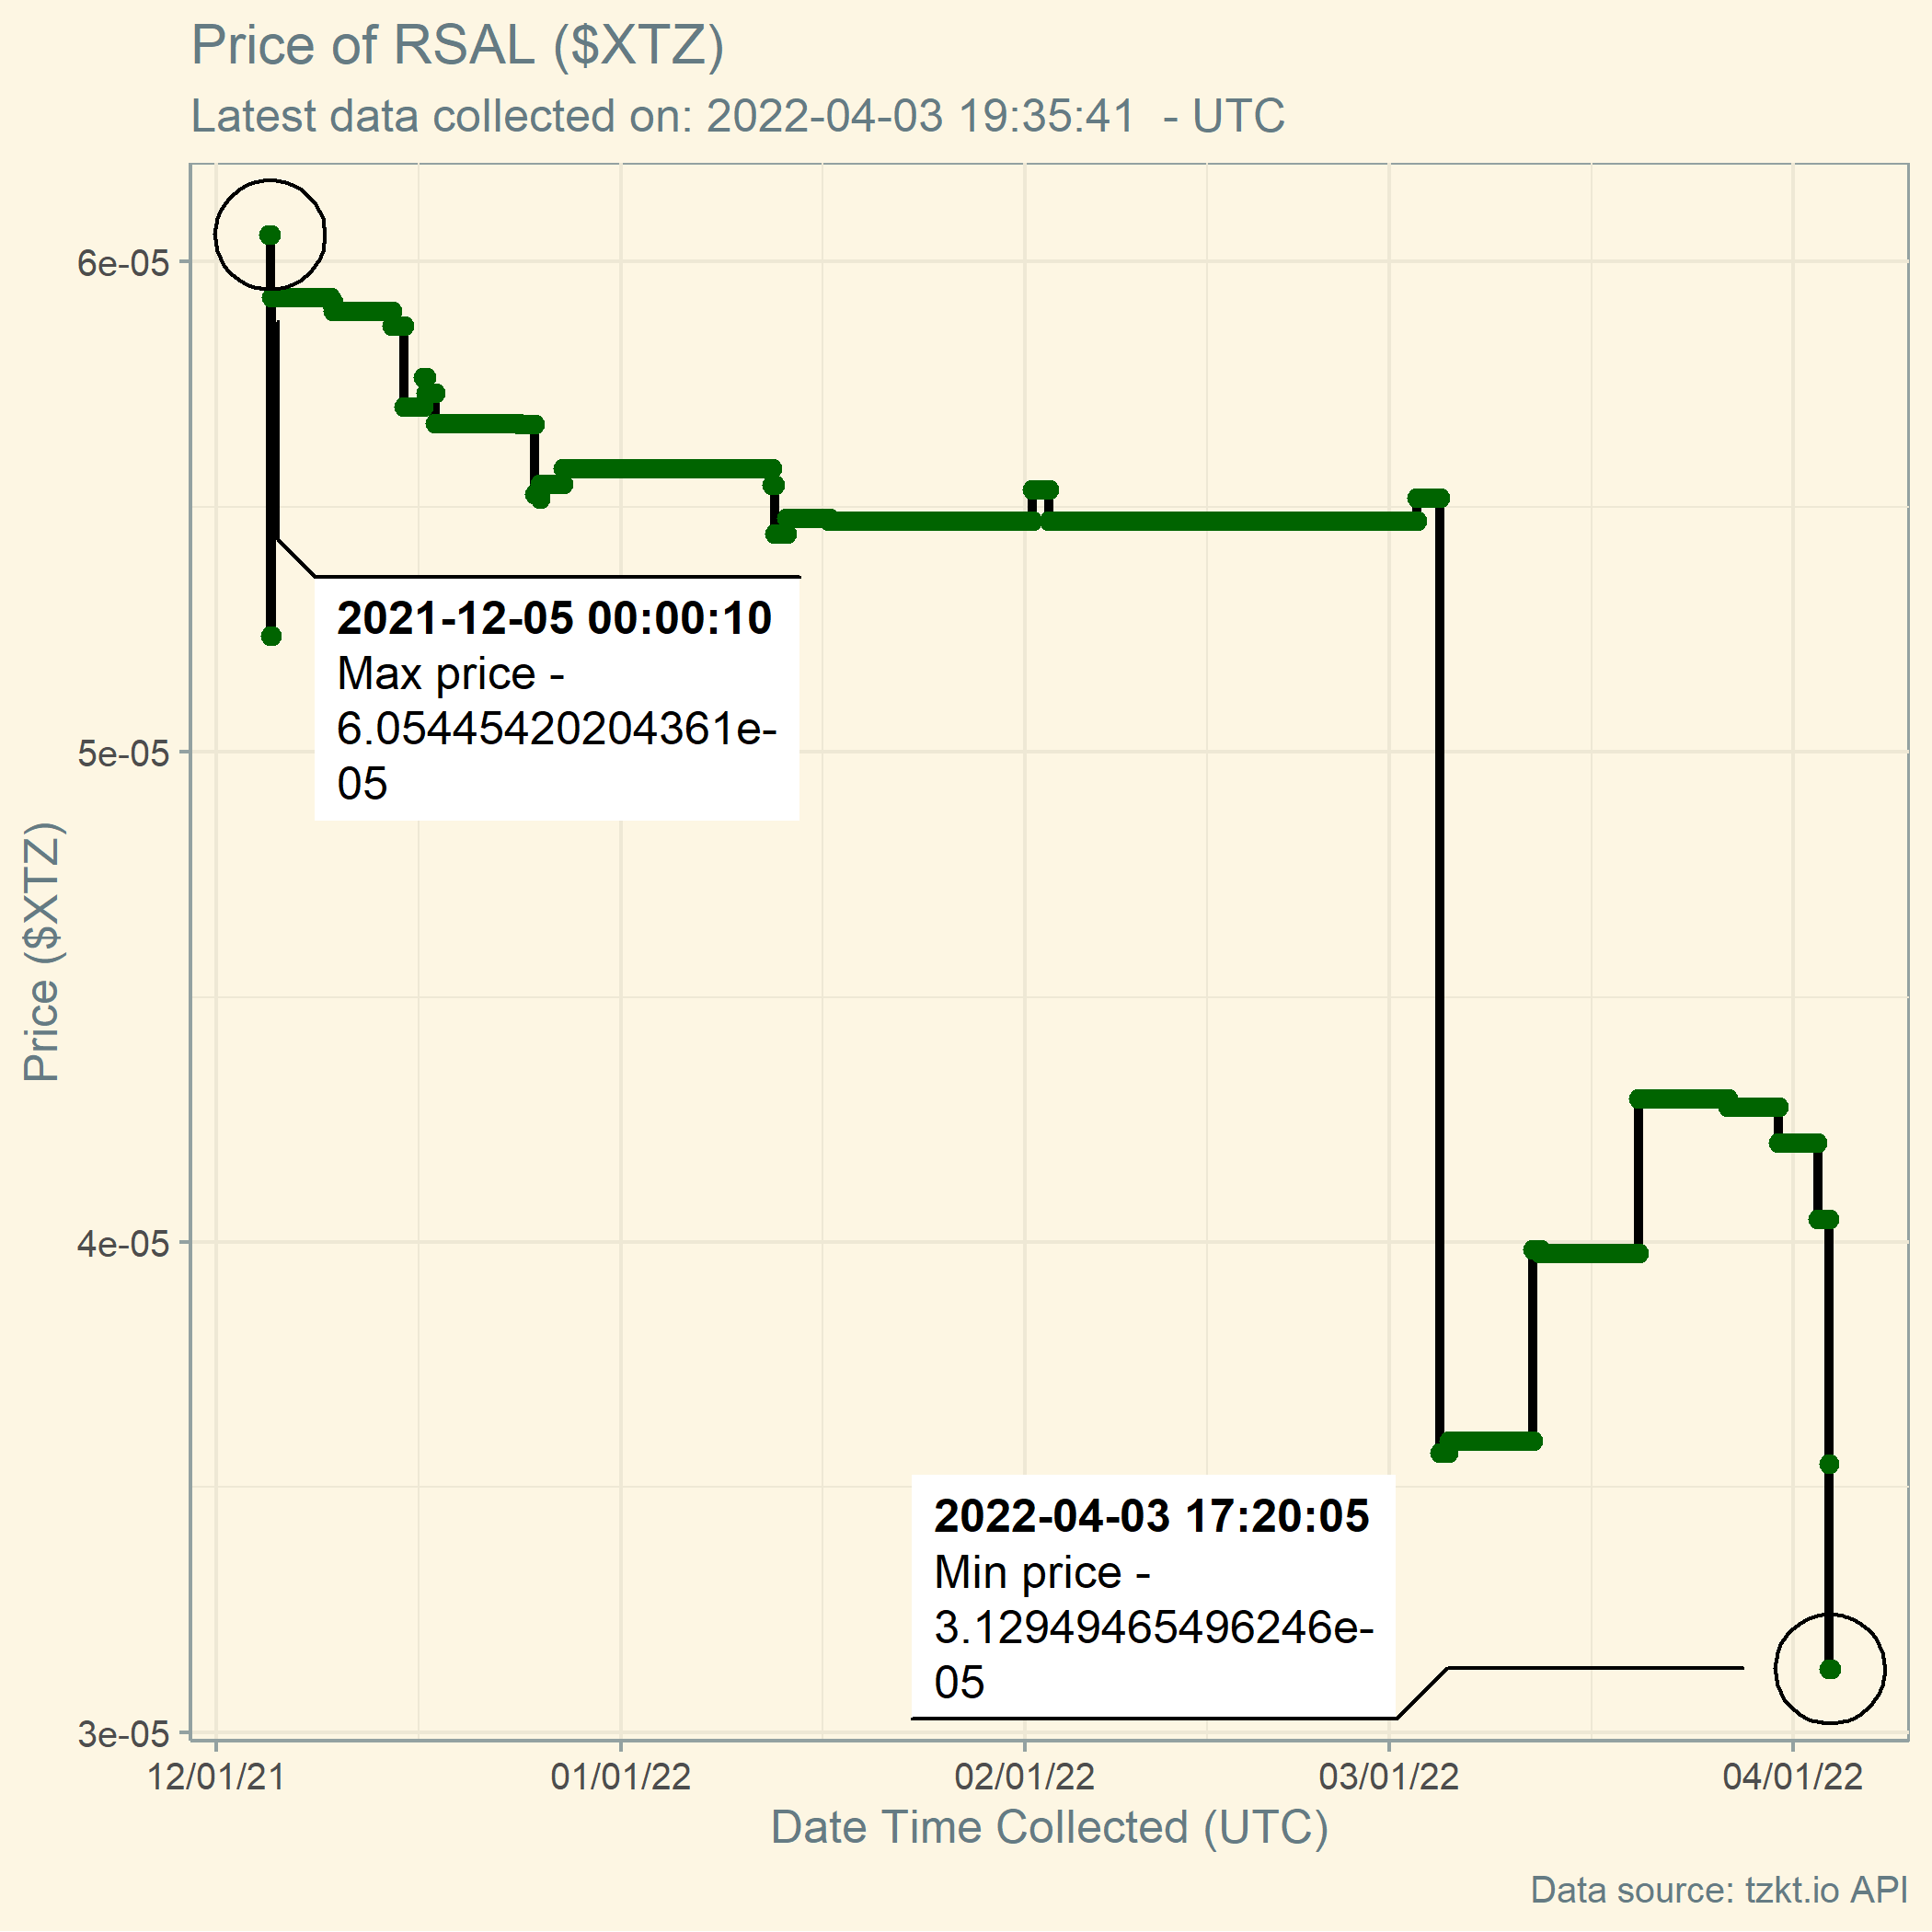 Price of RSAL ($XTZ)
Latest data collected on: 2022-04-03 19:35:41  - UTC
6e-05
5e-05
4e-05
3e-05
Price ($XTZ)
2021-12-05 00:00:10
Max price -
6.05445420204361e-
05
2022-04-03 17:20:05
Min price -
3.12949465496246e-
05
12/01/21
01/01/22
02/01/22
03/01/22
04/01/22
Date Time Collected (UTC)
Data source: tzkt.io API